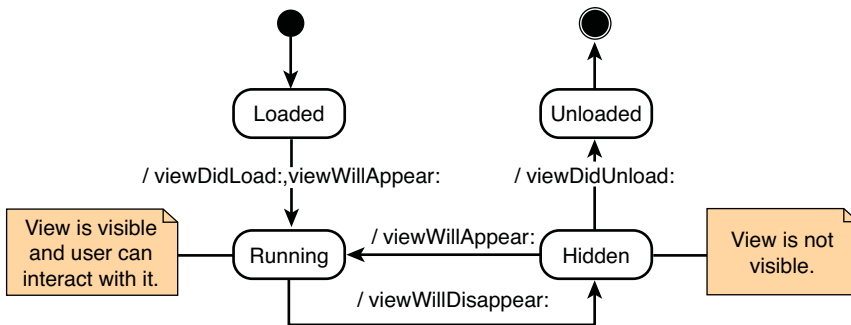 Loaded
Unloaded
/ viewDidLoad:,viewWillAppear:
/ viewDidUnload:
View is visible
and user can
interact with it.
Running
/ viewWillAppear:
Hidden
View is not
visible.
/ viewWillDisappear: